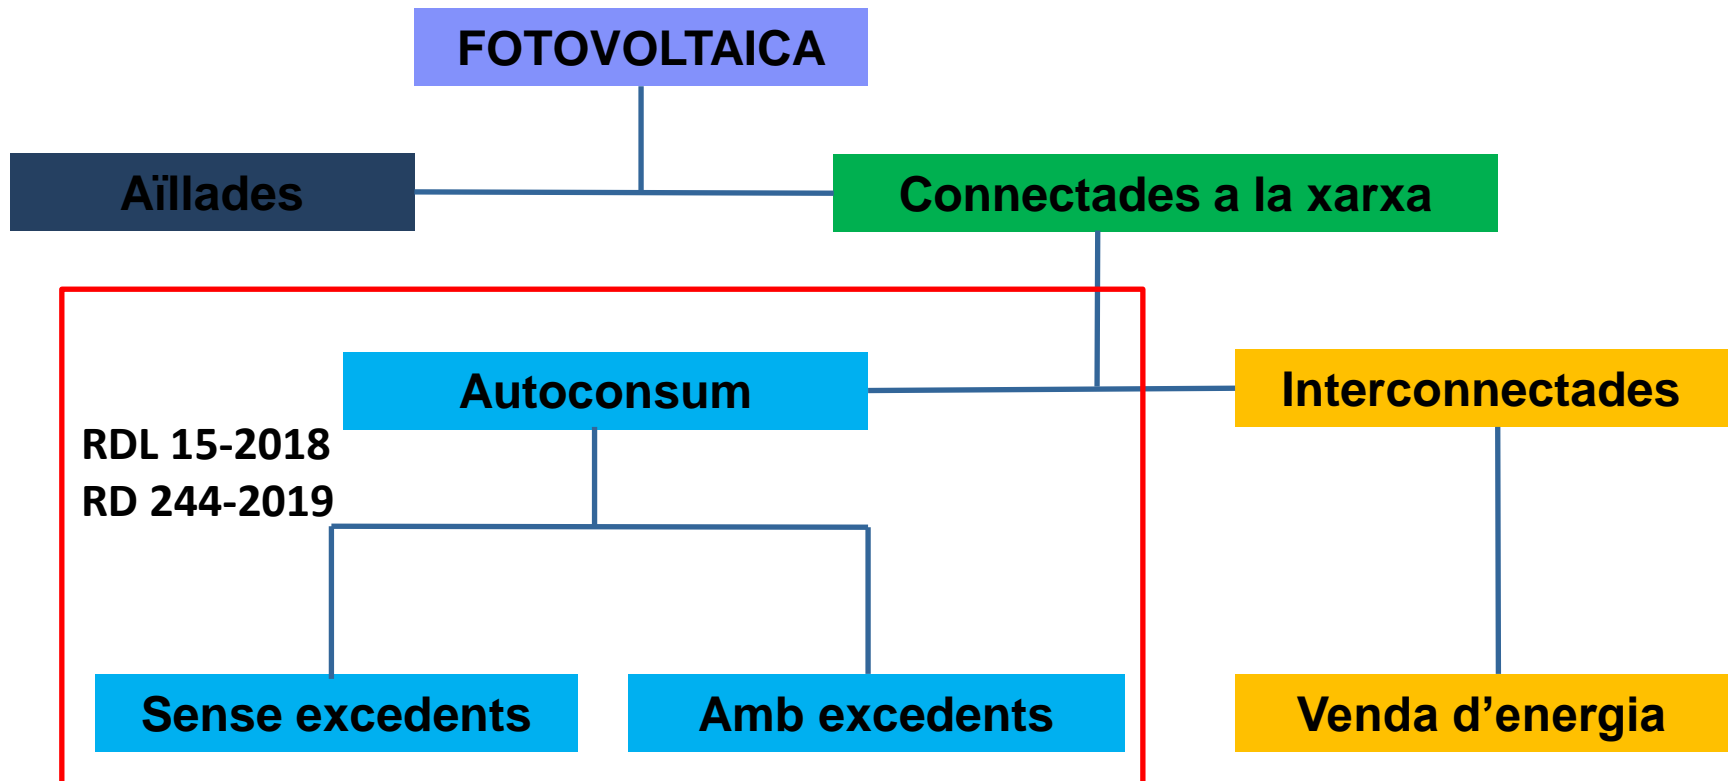 FOTOVOLTAICA
Aïllades
Connectades a la xarxa
Autoconsum
Interconnectades
RDL 15-2018
RD 244-2019
Sense excedents
Amb excedents
Venda d’energia